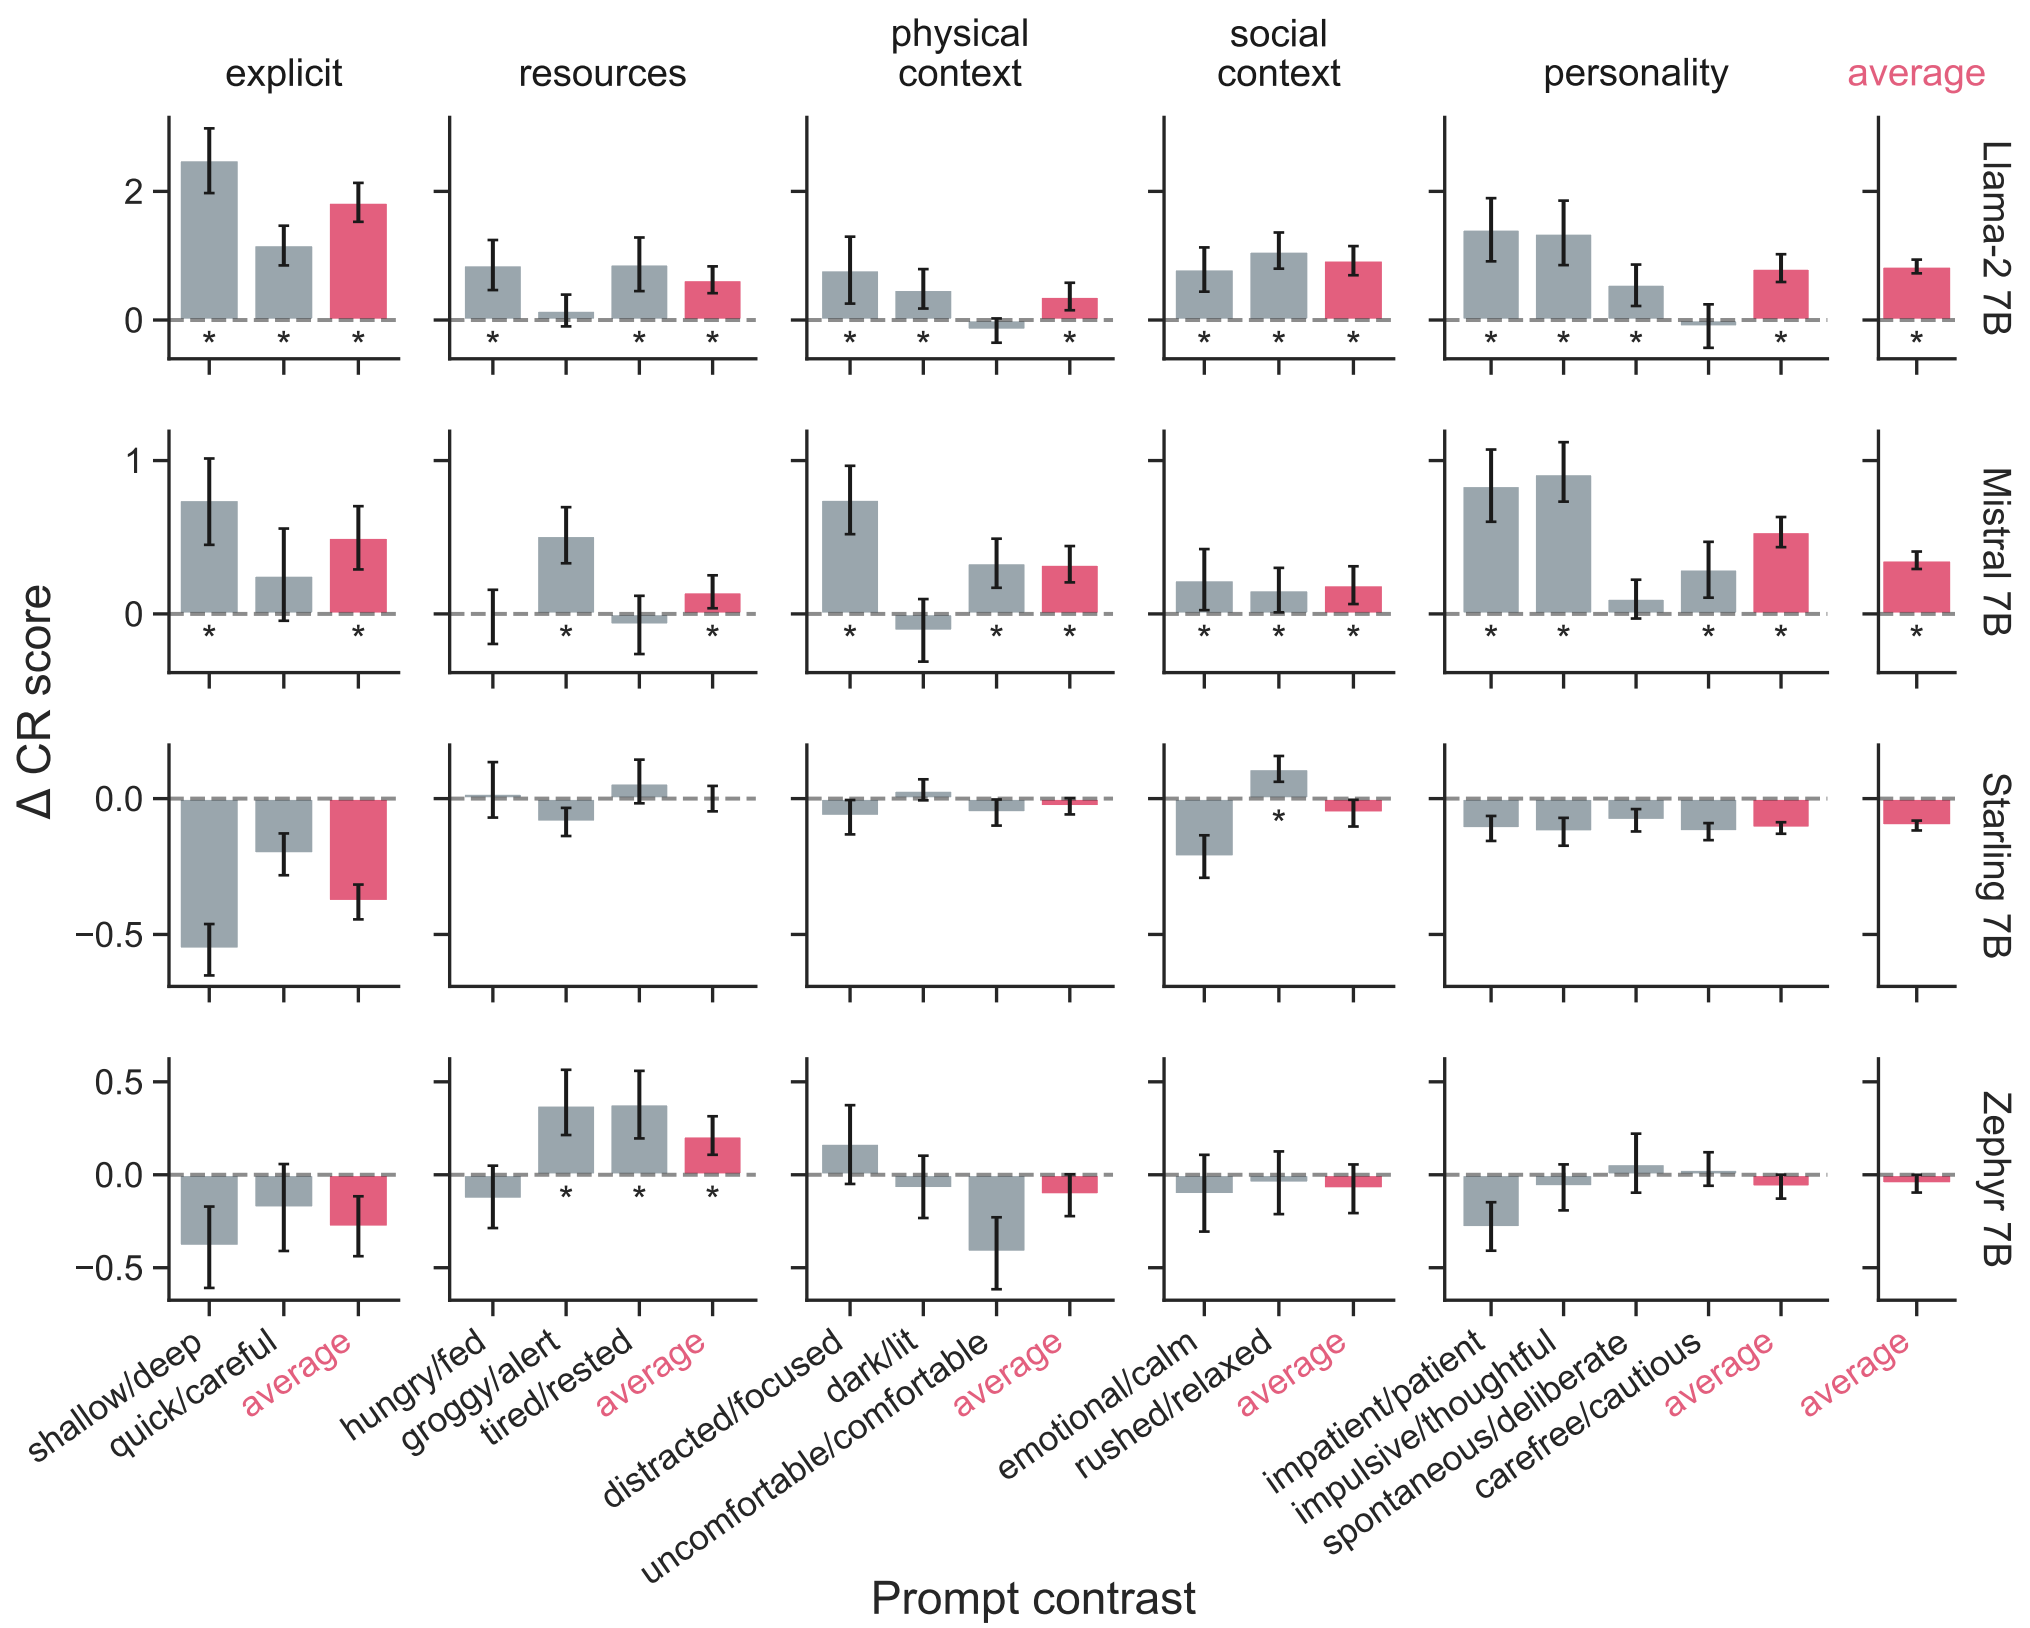 explicit
resources
physical
context
social
context
personality
average
2
0
* * *
* * *
* * *
* * *
* * * *
*
Llama-2 7B
1
0
* *
* *
* * *
* * *
* * * *
*
Mistral 7B
Δ CR score
0.0
−0.5
*
Starling 7B
0.5
0.0
−0.5
* * *
Zephyr 7B
shallow/deep
quick/careful
average
hungry/fed
groggy/alert
tired/rested
average
distracted/focused
dark/lit
uncomfortable/comfortable
average
emotional/calm
rushed/relaxed
average
impatient/patient
impulsive/thoughtful
spontaneous/deliberate
carefree/cautious
average
average
Prompt contrast